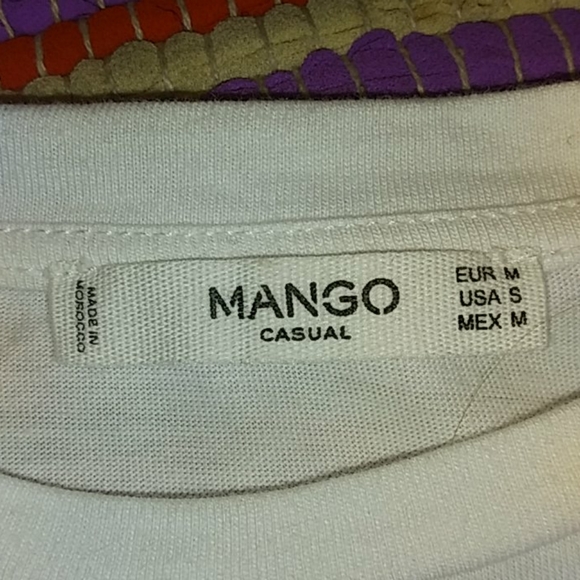 MADE IN
MOROCCO
MANGO
CASUAL
EUR M
USA S
MEX M